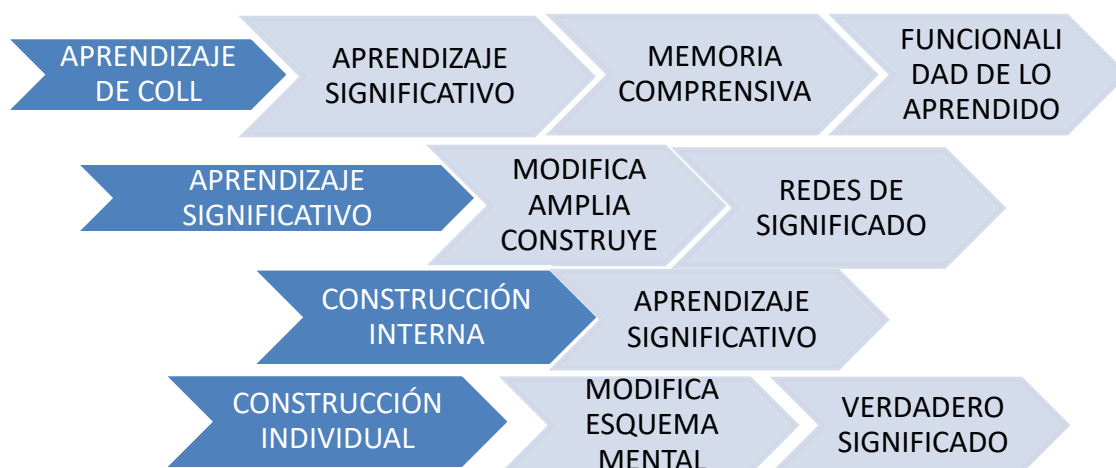 APRENDIZAJE
DE COLL
APRENDIZAJE
SIGNIFICATIVO
MEMORIA
COMPRENSIVA
FUNCIONALI
DAD DE LO
APRENDIDO
APRENDIZAJE
SIGNIFICATIVO
MODIFICA
AMPLIA
CONSTRUYE
REDES DE
SIGNIFICADO
CONSTRUCCIÓN
INTERNA
APRENDIZAJE
SIGNIFICATIVO
CONSTRUCCIÓN
INDIVIDUAL
MODIFICA
ESQUEMA
MENTAL
VERDADERO
SIGNIFICADO